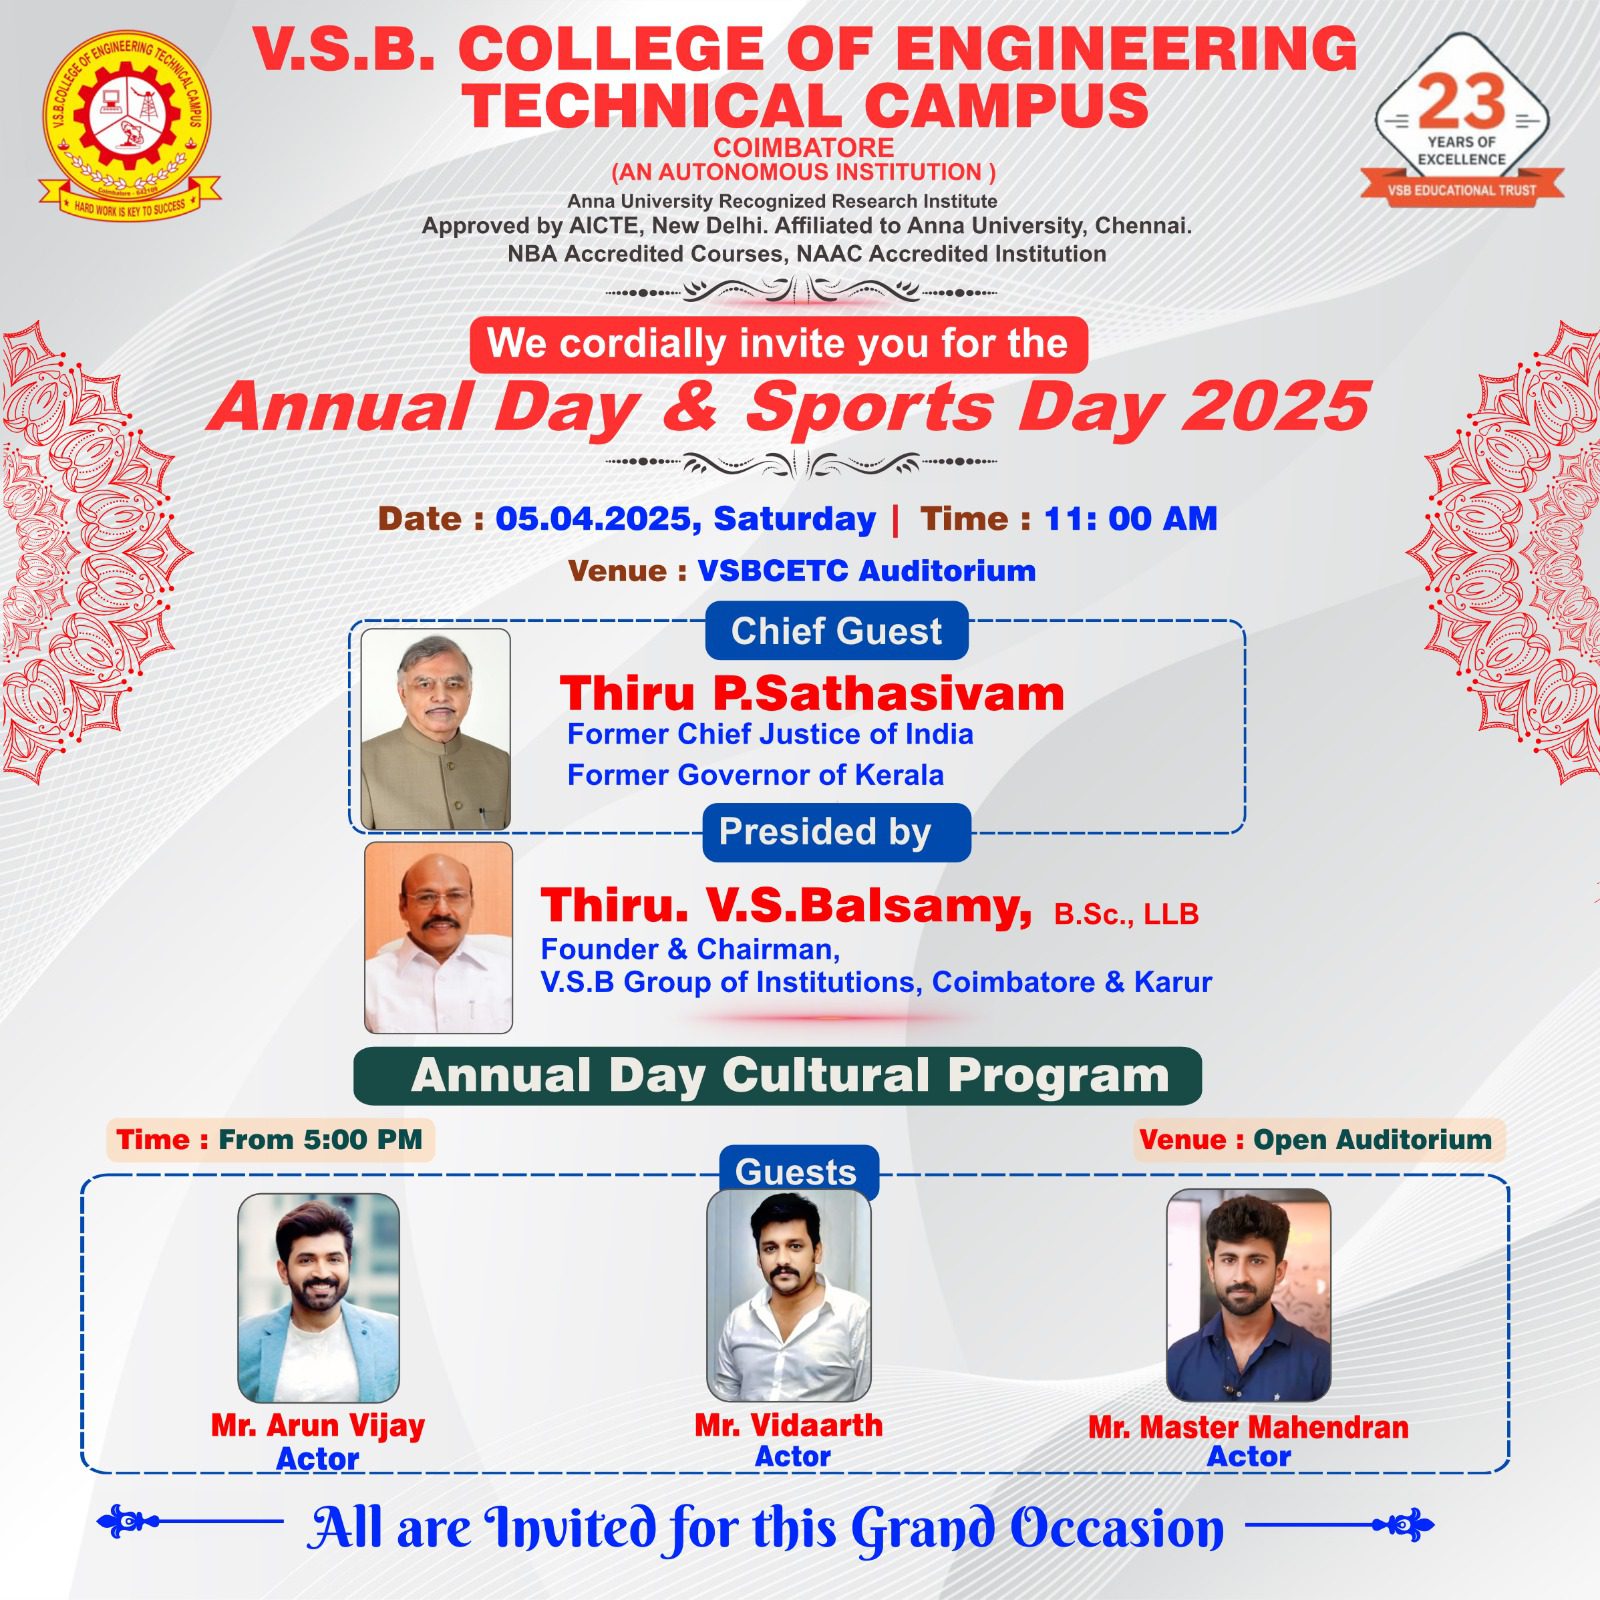 V.S.B. COLLEGE OF ENGINEERING
TECHNICAL CAMPUS
COIMBATORE
(AN AUTONOMOUS INSTITUTION )
Anna University Recognized Research Institute
Approved by AICTE, New Delhi. Affiliated to Anna University, Chennai.
NBA Accredited Courses, NAAC Accredited Institution
V.S.B.COLLEGE OF ENGINEERING TECHNICAL CAMPUS
Coimbatore - 642109
HARD WORK IS KEY TO SUCCESS
23
YEARS OF
EXCELLENCE
VSB EDUCATIONAL TRUST
We cordially invite you for the
Annual Day & Sports Day 2025
Date : 05.04.2025, Saturday | Time : 11: 00 AM
Venue : VSBCETC Auditorium
Chief Guest
Thiru P.Sathasivam
Former Chief Justice of India
Former Governor of Kerala
Presided by
Thiru. V.S.Balsamy, B.Sc., LLB
Founder & Chairman,
V.S.B Group of Institutions, Coimbatore & Karur
Annual Day Cultural Program
Time : From 5:00 PM
Venue : Open Auditorium
Guests
Mr. Arun Vijay
Actor
Mr. Vidaarth
Actor
Mr. Master Mahendran
Actor
All are Invited for this Grand Occasion